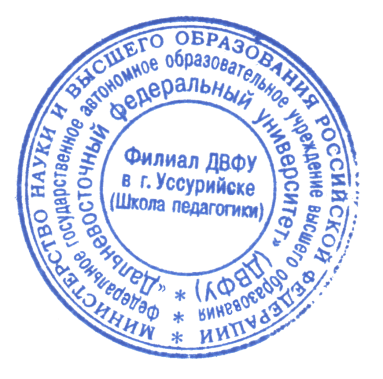 МИНИСТЕРСТВО НАУКИ И ВЫСШЕГО ОБРАЗОВАНИЯ РОССИЙСКОЙ ФЕДЕРАЦИИ *
Федеральное государственное автономное образовательное учреждение высшего образования *
"Дальневосточный федеральный университет" (ДВФУ) *
Филиал ДВФУ
в г. Уссурийске
(Школа педагогики)